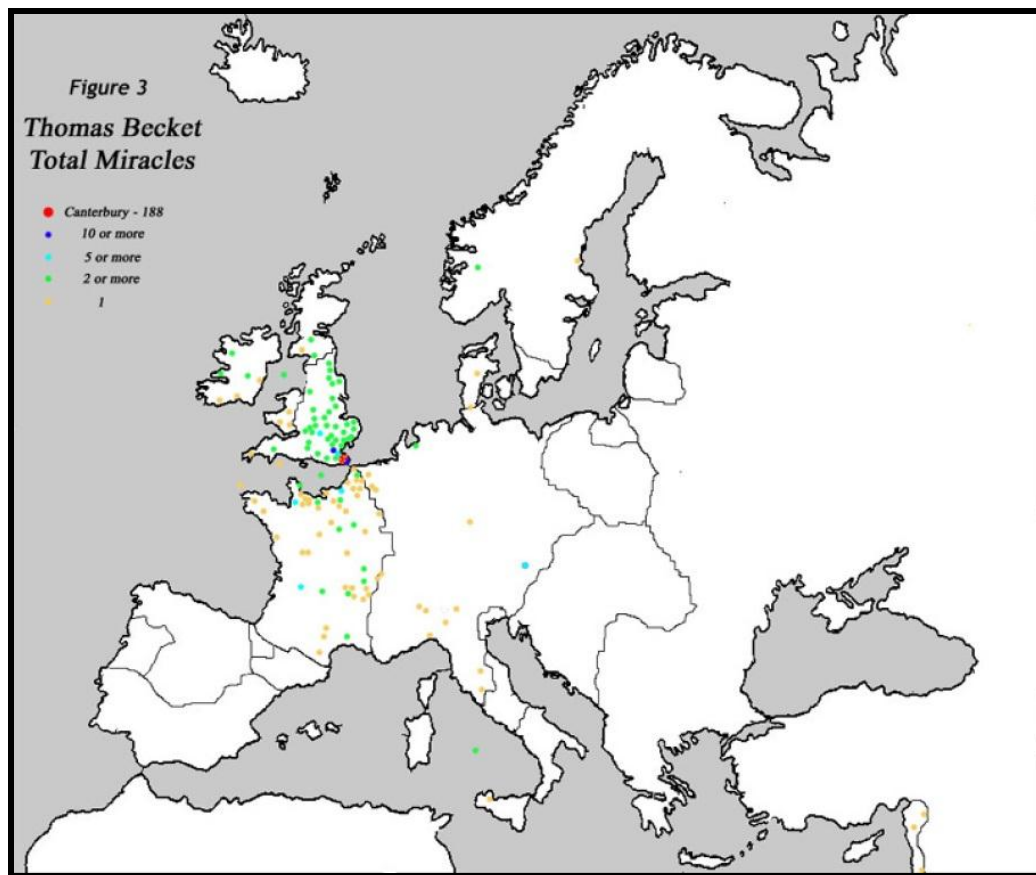 Figure 3
Thomas Becket
Total Miracles
Canterbury - 188
10 or more
5 or more
2 or more
1